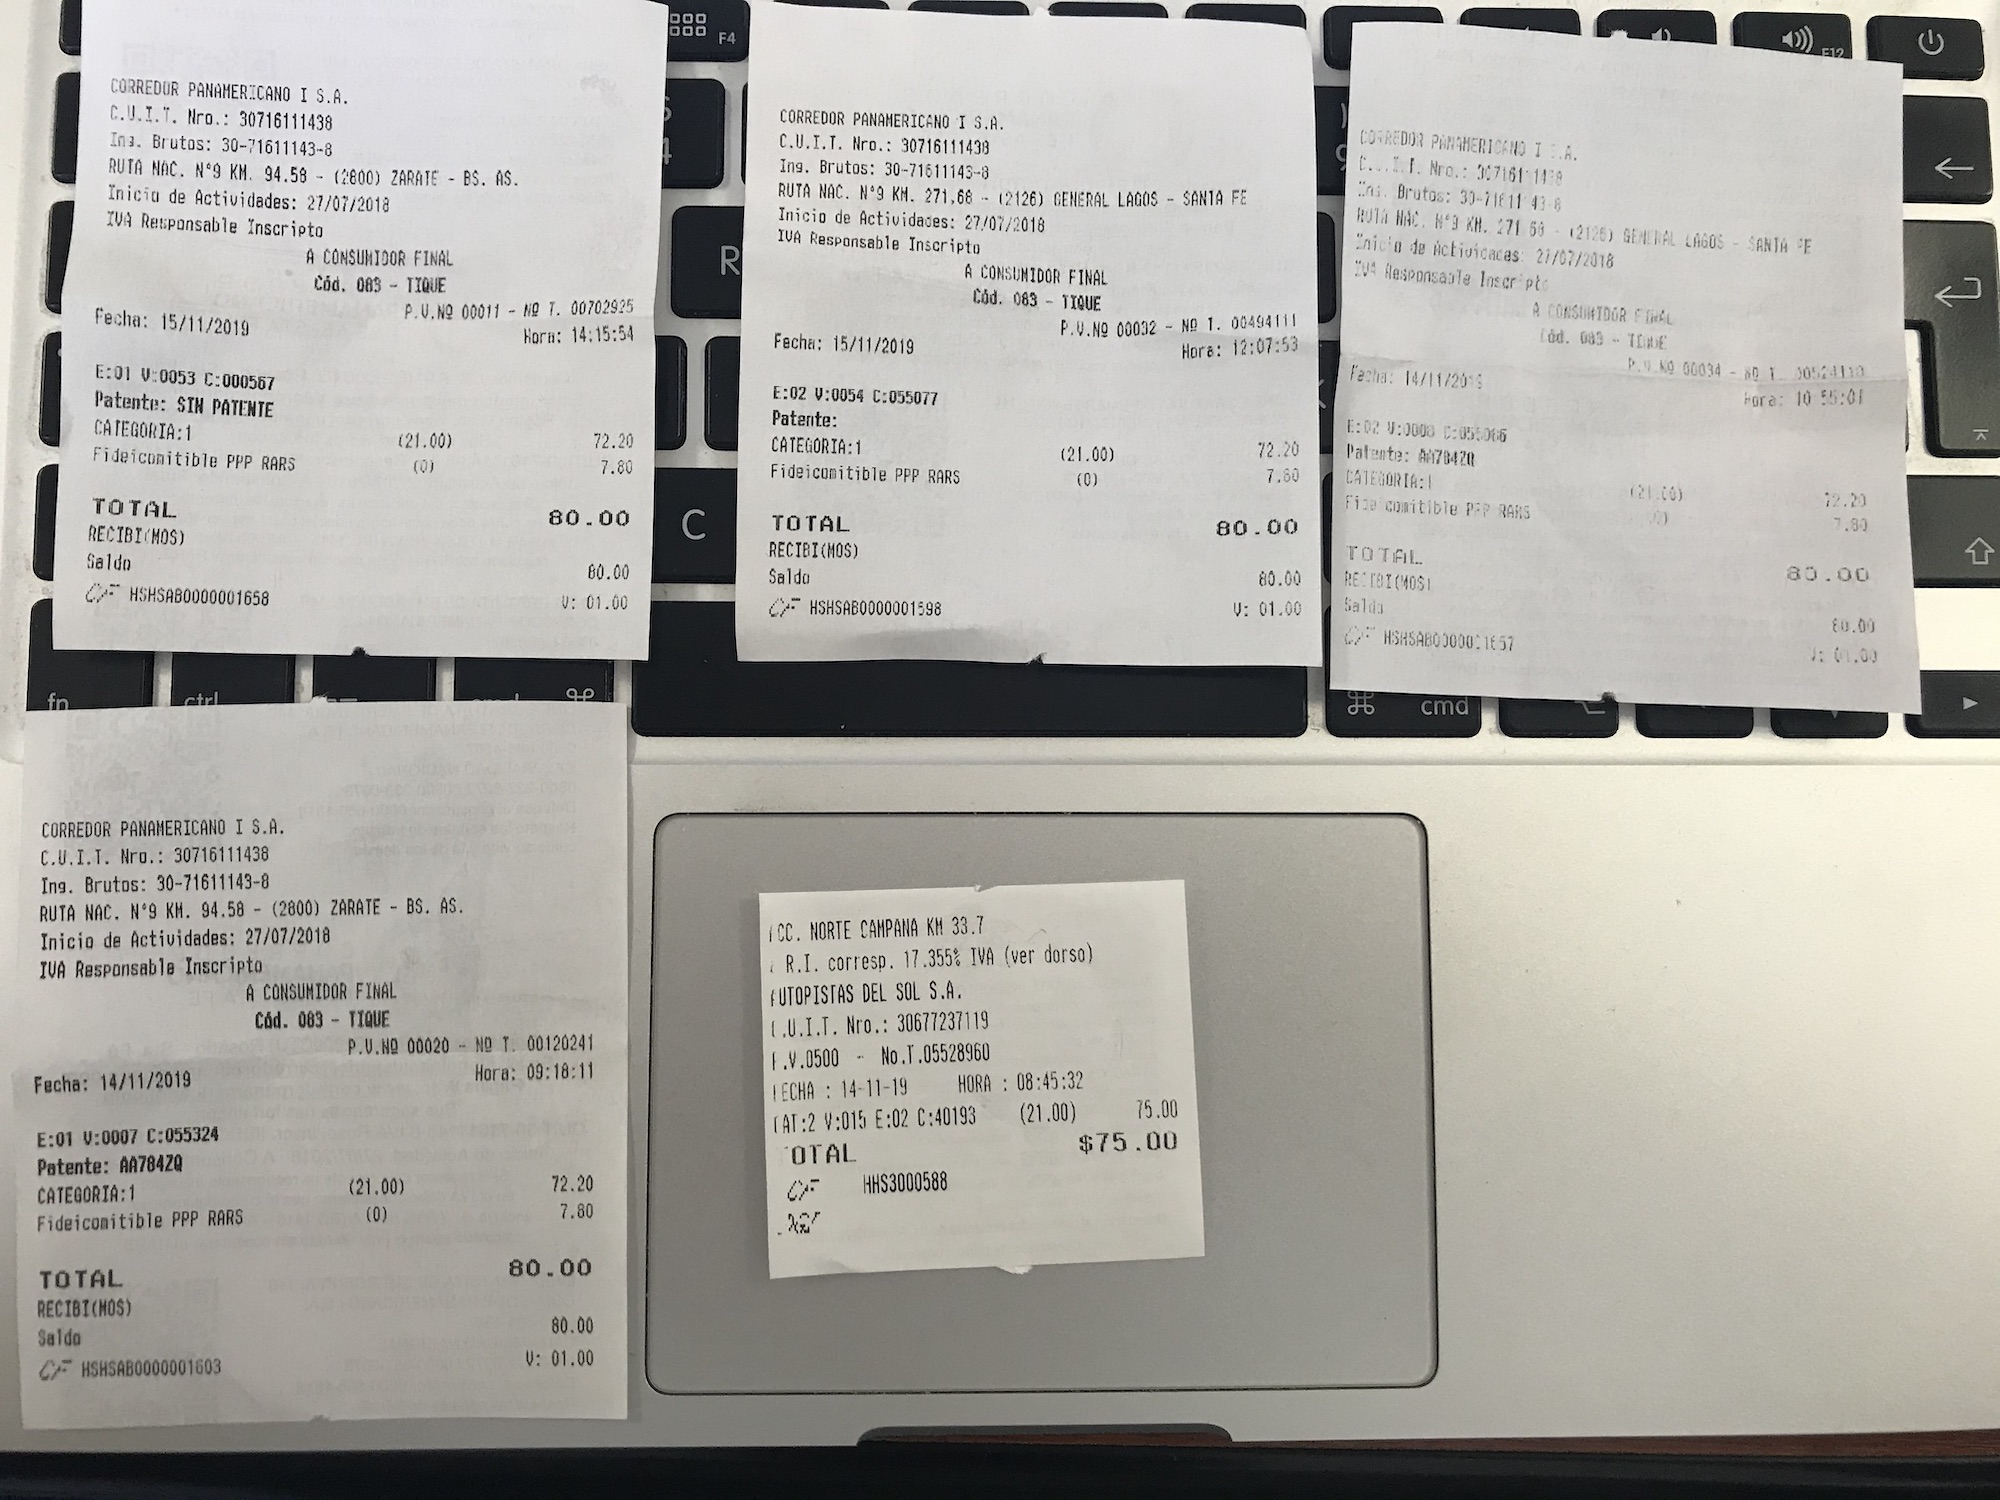 CORREDOR PANAMERICANO I S.A.
C.U.I.T. Nro.: 30716111438
Ing. Brutos: 30-71611143-8
RUTA NAC. N°9 KM. 94.58 - (2800) ZARATE - BS. AS.
Inicio de Actividades: 27/07/2018
IVA Responsable Inscripto
A CONSUMIDOR FINAL
Cód. 083 - TIQUE
P.V.Nº 00011 - Nº T. 00702925
Fecha: 15/11/2019 Hora: 14:15:54
E:01 V:0053 C:000567
Patente: SIN PATENTE
CATEGORIA:1 (21.00) 72.20
Fideicomitible PPP RARS (0) 7.80
TOTAL 80.00
RECIBI(MOS)
Saldo 80.00
CF HSHSAB0000001658 V: 01.00
CORREDOR PANAMERICANO I S.A.
C.U.I.T. Nro.: 30716111438
Ing. Brutos: 30-71611143-8
RUTA NAC. N°9 KM. 271,68 - (2126) GENERAL LAGOS - SANTA FE
Inicio de Actividades: 27/07/2018
IVA Responsable Inscripto
A CONSUMIDOR FINAL
Cód. 083 - TIQUE
P.V.Nº 00032 - Nº T. 00494111
Fecha: 15/11/2019 Hora: 12:07:53
E:02 V:0054 C:055077
Patente:
CATEGORIA:1 (21.00) 72.20
Fideicomitible PPP RARS (0) 7.80
TOTAL 80.00
RECIBI(MOS)
Saldo 80.00
CF HSHSAB0000001598 V: 01.00
CORREDOR PANAMERICANO I S.A.
C.U.I.T. Nro.: 30716111438
Ing. Brutos: 30-71611143-8
RUTA NAC. N°9 KM. 271,68 - (2126) GENERAL LAGOS - SANTA FE
Inicio de Actividades: 27/07/2018
IVA Responsable Inscripto
A CONSUMIDOR FINAL
Cód. 083 - TIQUE
P.V.Nº 00034 - Nº T.
Fecha: 14/11/2019 Hora: 10:55:01
E:02 V:0008 C:055086
Patente: AA784ZQ
CATEGORIA:1 (21.00) 72.20
Fideicomitible PPP RARS (0) 7.80
TOTAL 80.00
RECIBI(MOS)
Saldo 80.00
CF HSHSAB0000001657 V: 01.00
CORREDOR PANAMERICANO I S.A.
C.U.I.T. Nro.: 30716111438
Ing. Brutos: 30-71611143-8
RUTA NAC. N°9 KM. 94.58 - (2800) ZARATE - BS. AS.
Inicio de Actividades: 27/07/2018
IVA Responsable Inscripto
A CONSUMIDOR FINAL
Cód. 083 - TIQUE
P.V.Nº 00020 - Nº T. 00120241
Fecha: 14/11/2019 Hora: 09:18:11
E:01 V:0007 C:055324
Patente: AA784ZQ
CATEGORIA:1 (21.00) 72.20
Fideicomitible PPP RARS (0) 7.80
TOTAL 80.00
RECIBI(MOS)
Saldo 80.00
CF HSHSAB0000001603 V: 01.00
CC. NORTE CAMPANA KM 33.7
R.I. corresp. 17.355% IVA (ver dorso)
UTOPISTAS DEL SOL S.A.
.U.I.T. Nro.: 30677237119
.V.0500 - No.T.05528960
ECHA : 14-11-19 HORA : 08:45:32
AT:2 V:015 E:02 C:40193 (21.00) 75.00
OTAL $75.00
CF HHS3000588
F4
F12
R
C
fn
ctrl
cmd
cmd